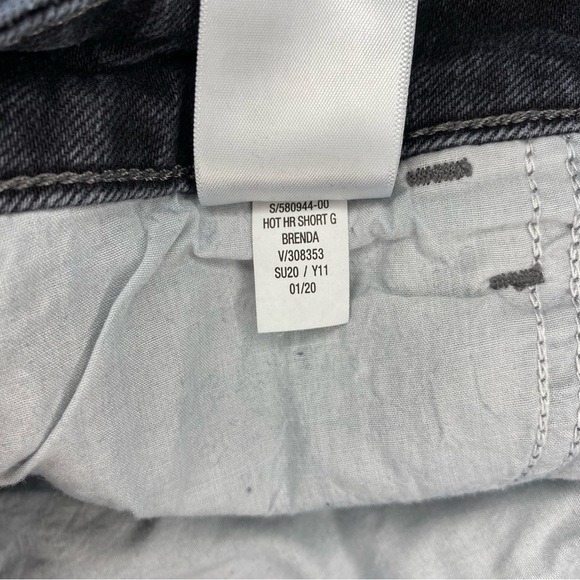 S/580944-00
HOT HR SHORT G
BRENDA
V/308353
SU20 / Y11
01/20